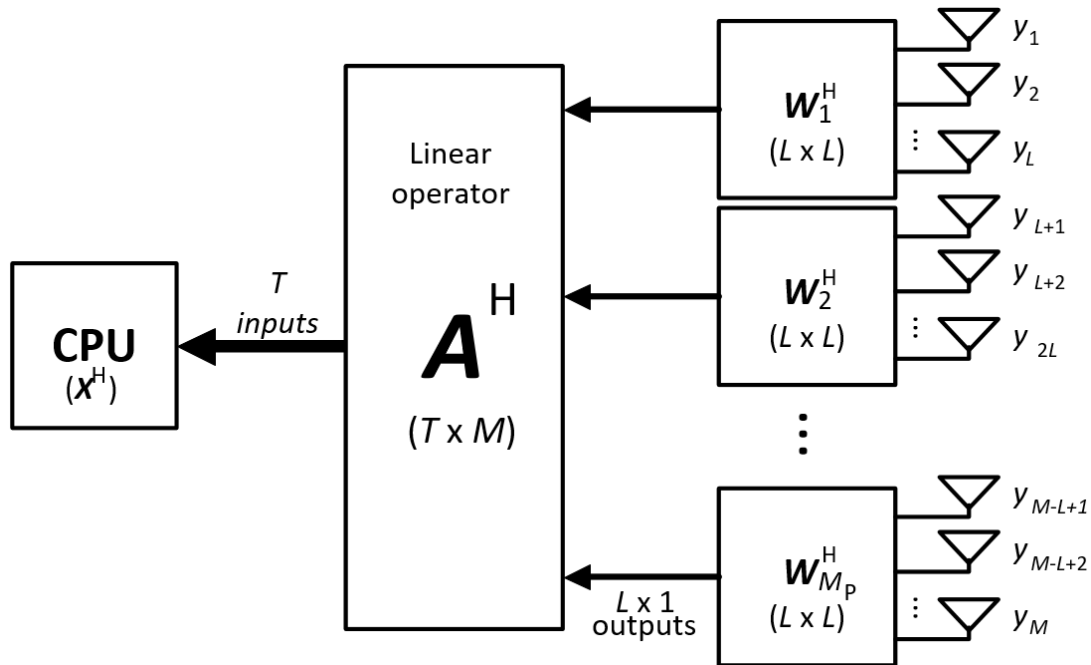 CPU
(X^H)
T
inputs
Linear
operator
A^H
(T x M)
W_1^H
(L x L)
y_1
y_2
⋮
y_L
W_2^H
(L x L)
y_{L+1}
y_{L+2}
⋮
y_{2L}
⋮
W_{M_P}^H
(L x L)
L x 1
outputs
y_{M-L+1}
y_{M-L+2}
⋮
y_M